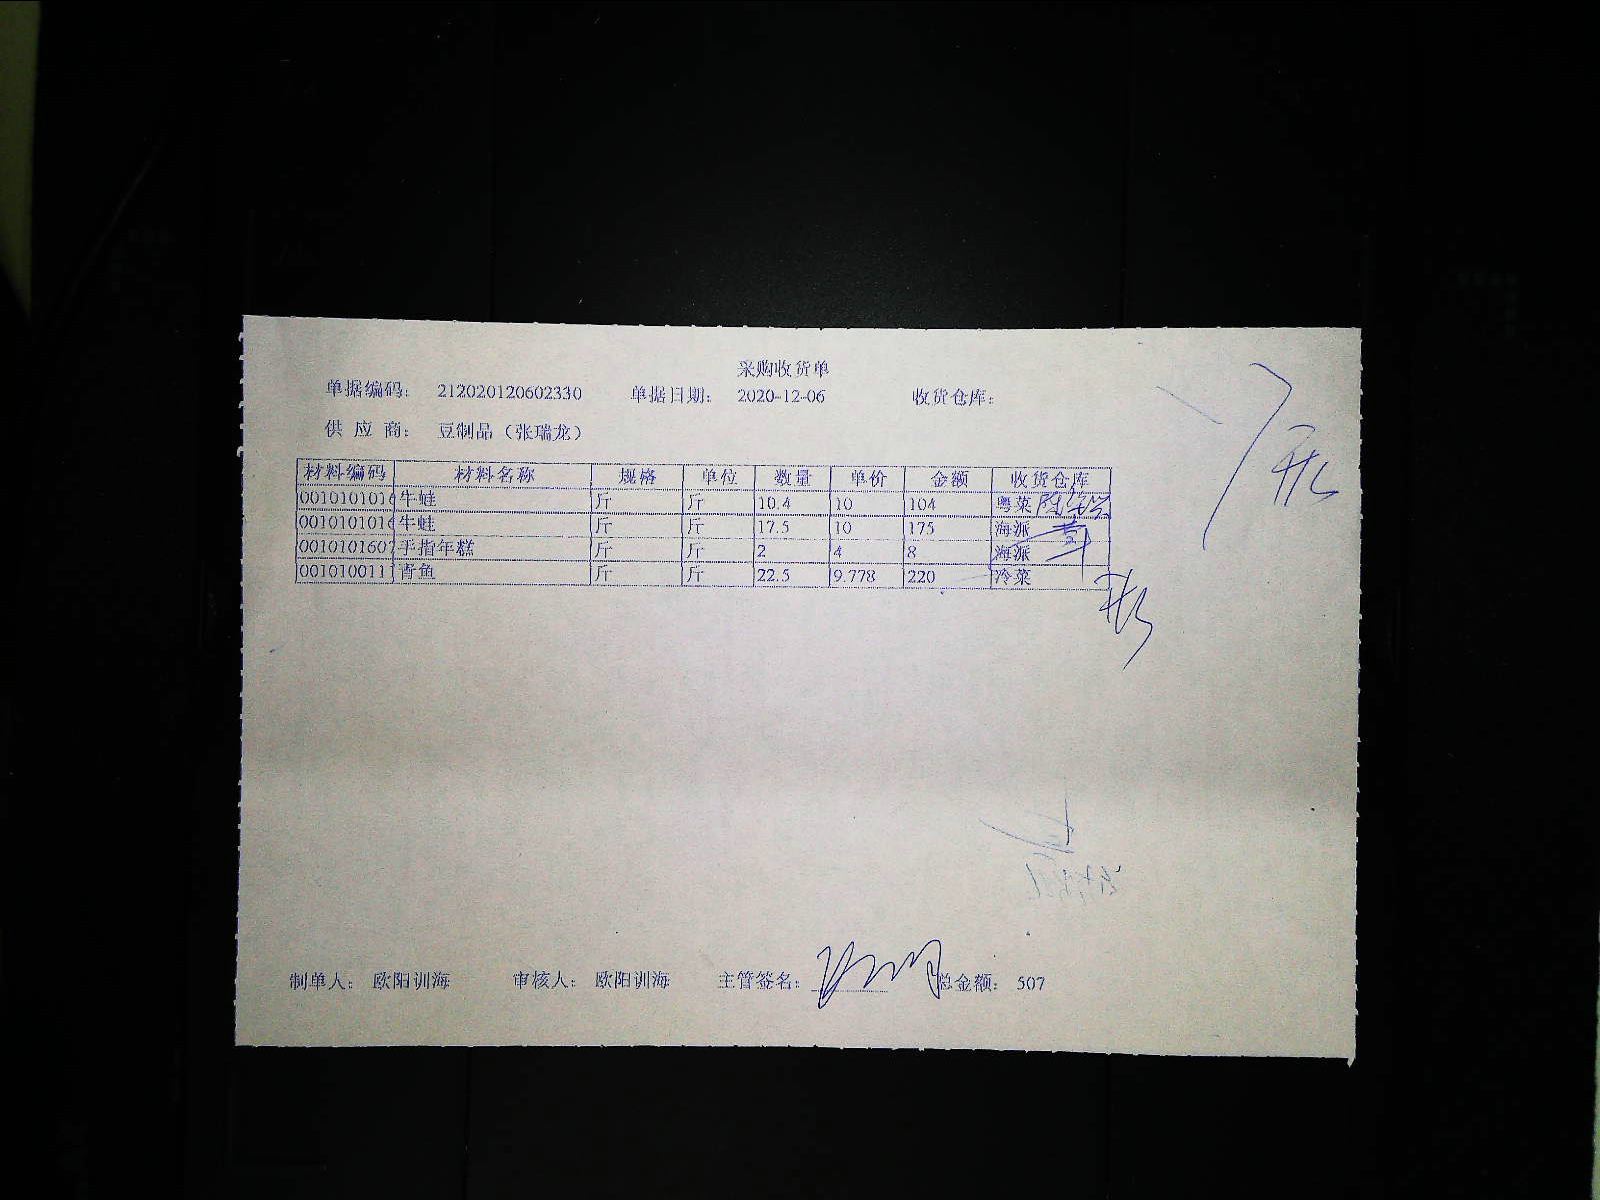 采购收货单
单据编码： 212020120602330 单据日期： 2020-12-06 收货仓库：
供 应 商： 豆制品（张瑞龙）
材料编码 材料名称 规格 单位 数量 单价 金额 收货仓库
001010101 牛蛙 斤 斤 10.4 10 104 粤菜
001010101 牛蛙 斤 斤 17.5 10 175 海派
001010160 手指年糕 斤 斤 2 4 8 海派
001010011 青鱼 斤 斤 22.5 9.778 220 冷菜
制单人： 欧阳训海 审核人： 欧阳训海 主管签名： 总金额： 507